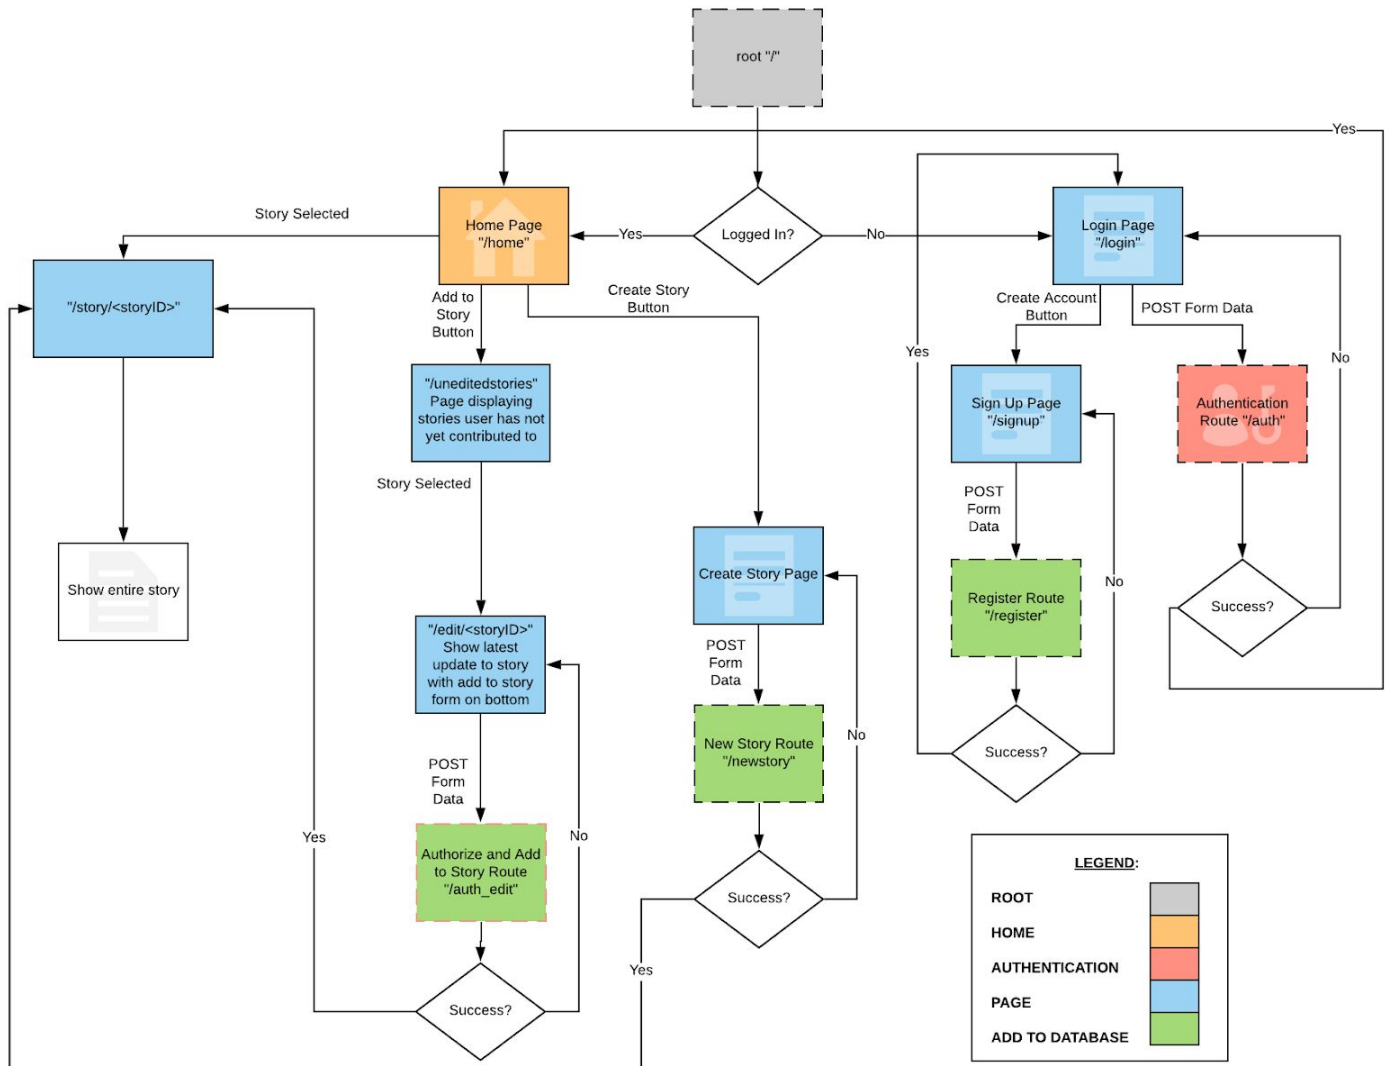 root "/"
Yes
Story Selected
Home Page
"/home"
Yes
Logged In?
No
Login Page
"/login"
"/story/<storyID>"
Add to
Story
Button
Create Story
Button
Create Account
Button
POST Form Data
Yes
No
"/uneditedstories"
Page displaying
stories user has not
yet contributed to
Sign Up Page
"/signup"
Authentication
Route "/auth"
Story Selected
POST
Form
Data
Show entire story
Create Story Page
Register Route
"/register"
No
Success?
"/edit/<storyID>"
Show latest
update to story
with add to story
form on bottom
POST
Form
Data
New Story Route
"/newstory"
No
Success?
POST
Form
Data
Yes
No
Authorize and Add
to Story Route
"/auth_edit"
Success?
Yes
Success?
LEGEND:
ROOT
HOME
AUTHENTICATION
PAGE
ADD TO DATABASE